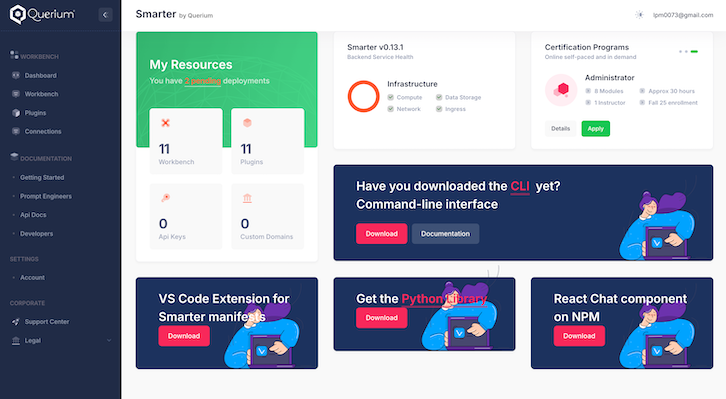 Querium
Smarter by Querium
lpm0073@gmail.com
WORKBENCH
Dashboard
Workbench
Plugins
Connections
DOCUMENTATION
Getting Started
Prompt Engineers
Api Docs
Developers
SETTINGS
Account
CORPORATE
Support Center
Legal
My Resources
You have 3 pending deployments
11
Workbench
11
Plugins
0
Api Keys
0
Custom Domains
Smarter v0.13.1
Backend Service Health
Infrastructure
Compute
Data Storage
Network
Ingress
Certification Programs
Online self-paced and in demand
Administrator
8 Modules
Approx 30 hours
1 Instructor
Fall 25 enrollment
Details
Apply
Have you downloaded the CLI yet?
Command-line interface
Download
Documentation
VS Code Extension for
Smarter manifests
Download
Get the Python Library
Download
React Chat component
on NPM
Download